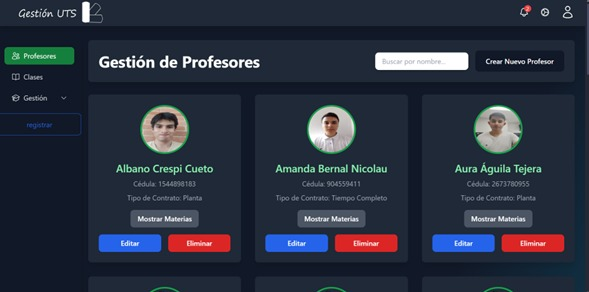 Gestión UTS
2
Profesores
Clases
Gestión
registrar
Gestión de Profesores
Buscar por nombre...
Crear Nuevo Profesor
Albano Crespi Cueto
Cédula: 1544898183
Tipo de Contrato: Planta
Mostrar Materias
Editar
Eliminar
Amanda Bernal Nicolau
Cédula: 904559411
Tipo de Contrato: Tiempo Completo
Mostrar Materias
Editar
Eliminar
Aura Águila Tejera
Cédula: 2673780955
Tipo de Contrato: Planta
Mostrar Materias
Editar
Eliminar